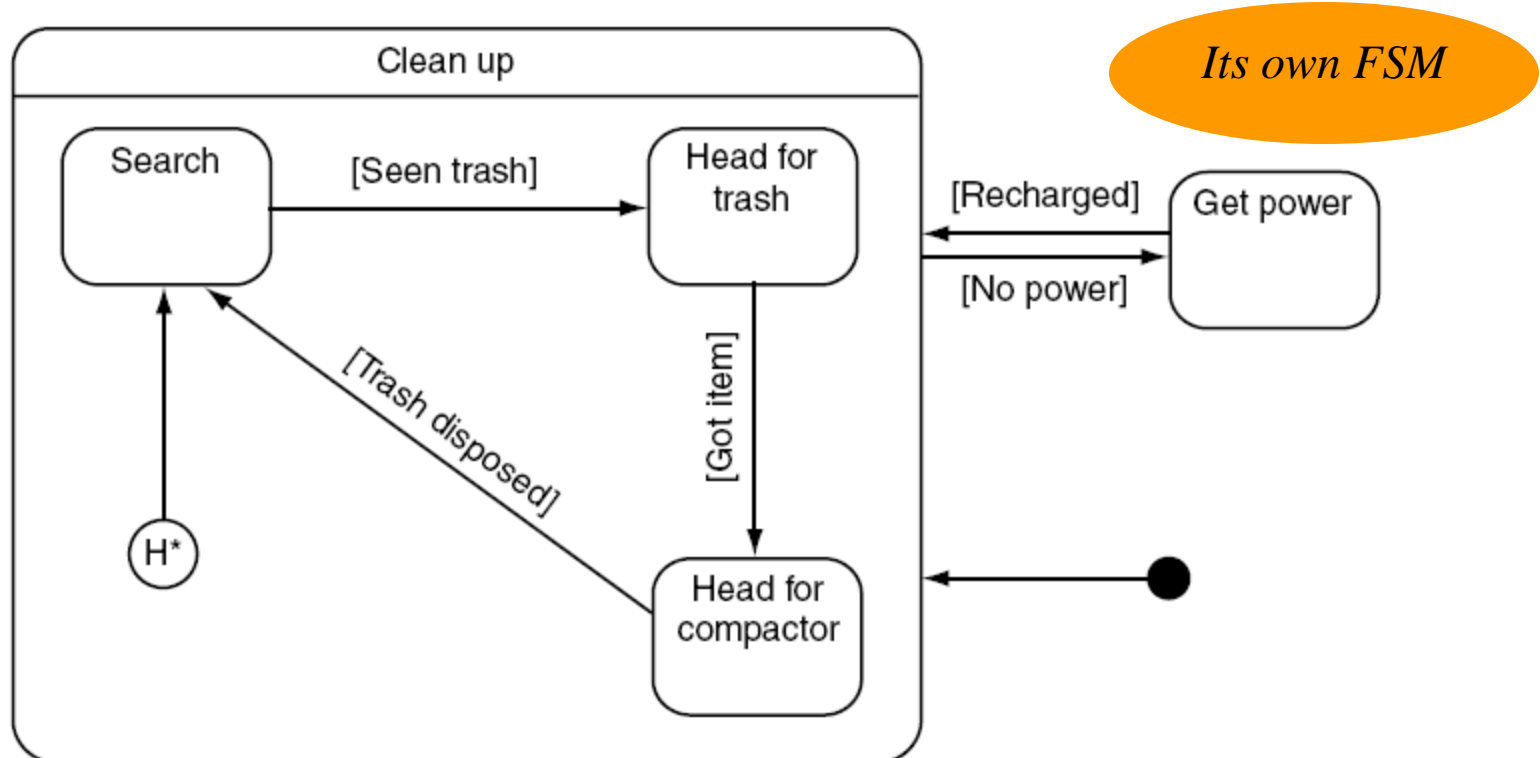 Clean up
Its own FSM
Search
[Seen trash]
Head for
trash
[Recharged]
Get power
[No power]
[Trash disposed]
[Got item]
H*
Head for
compactor